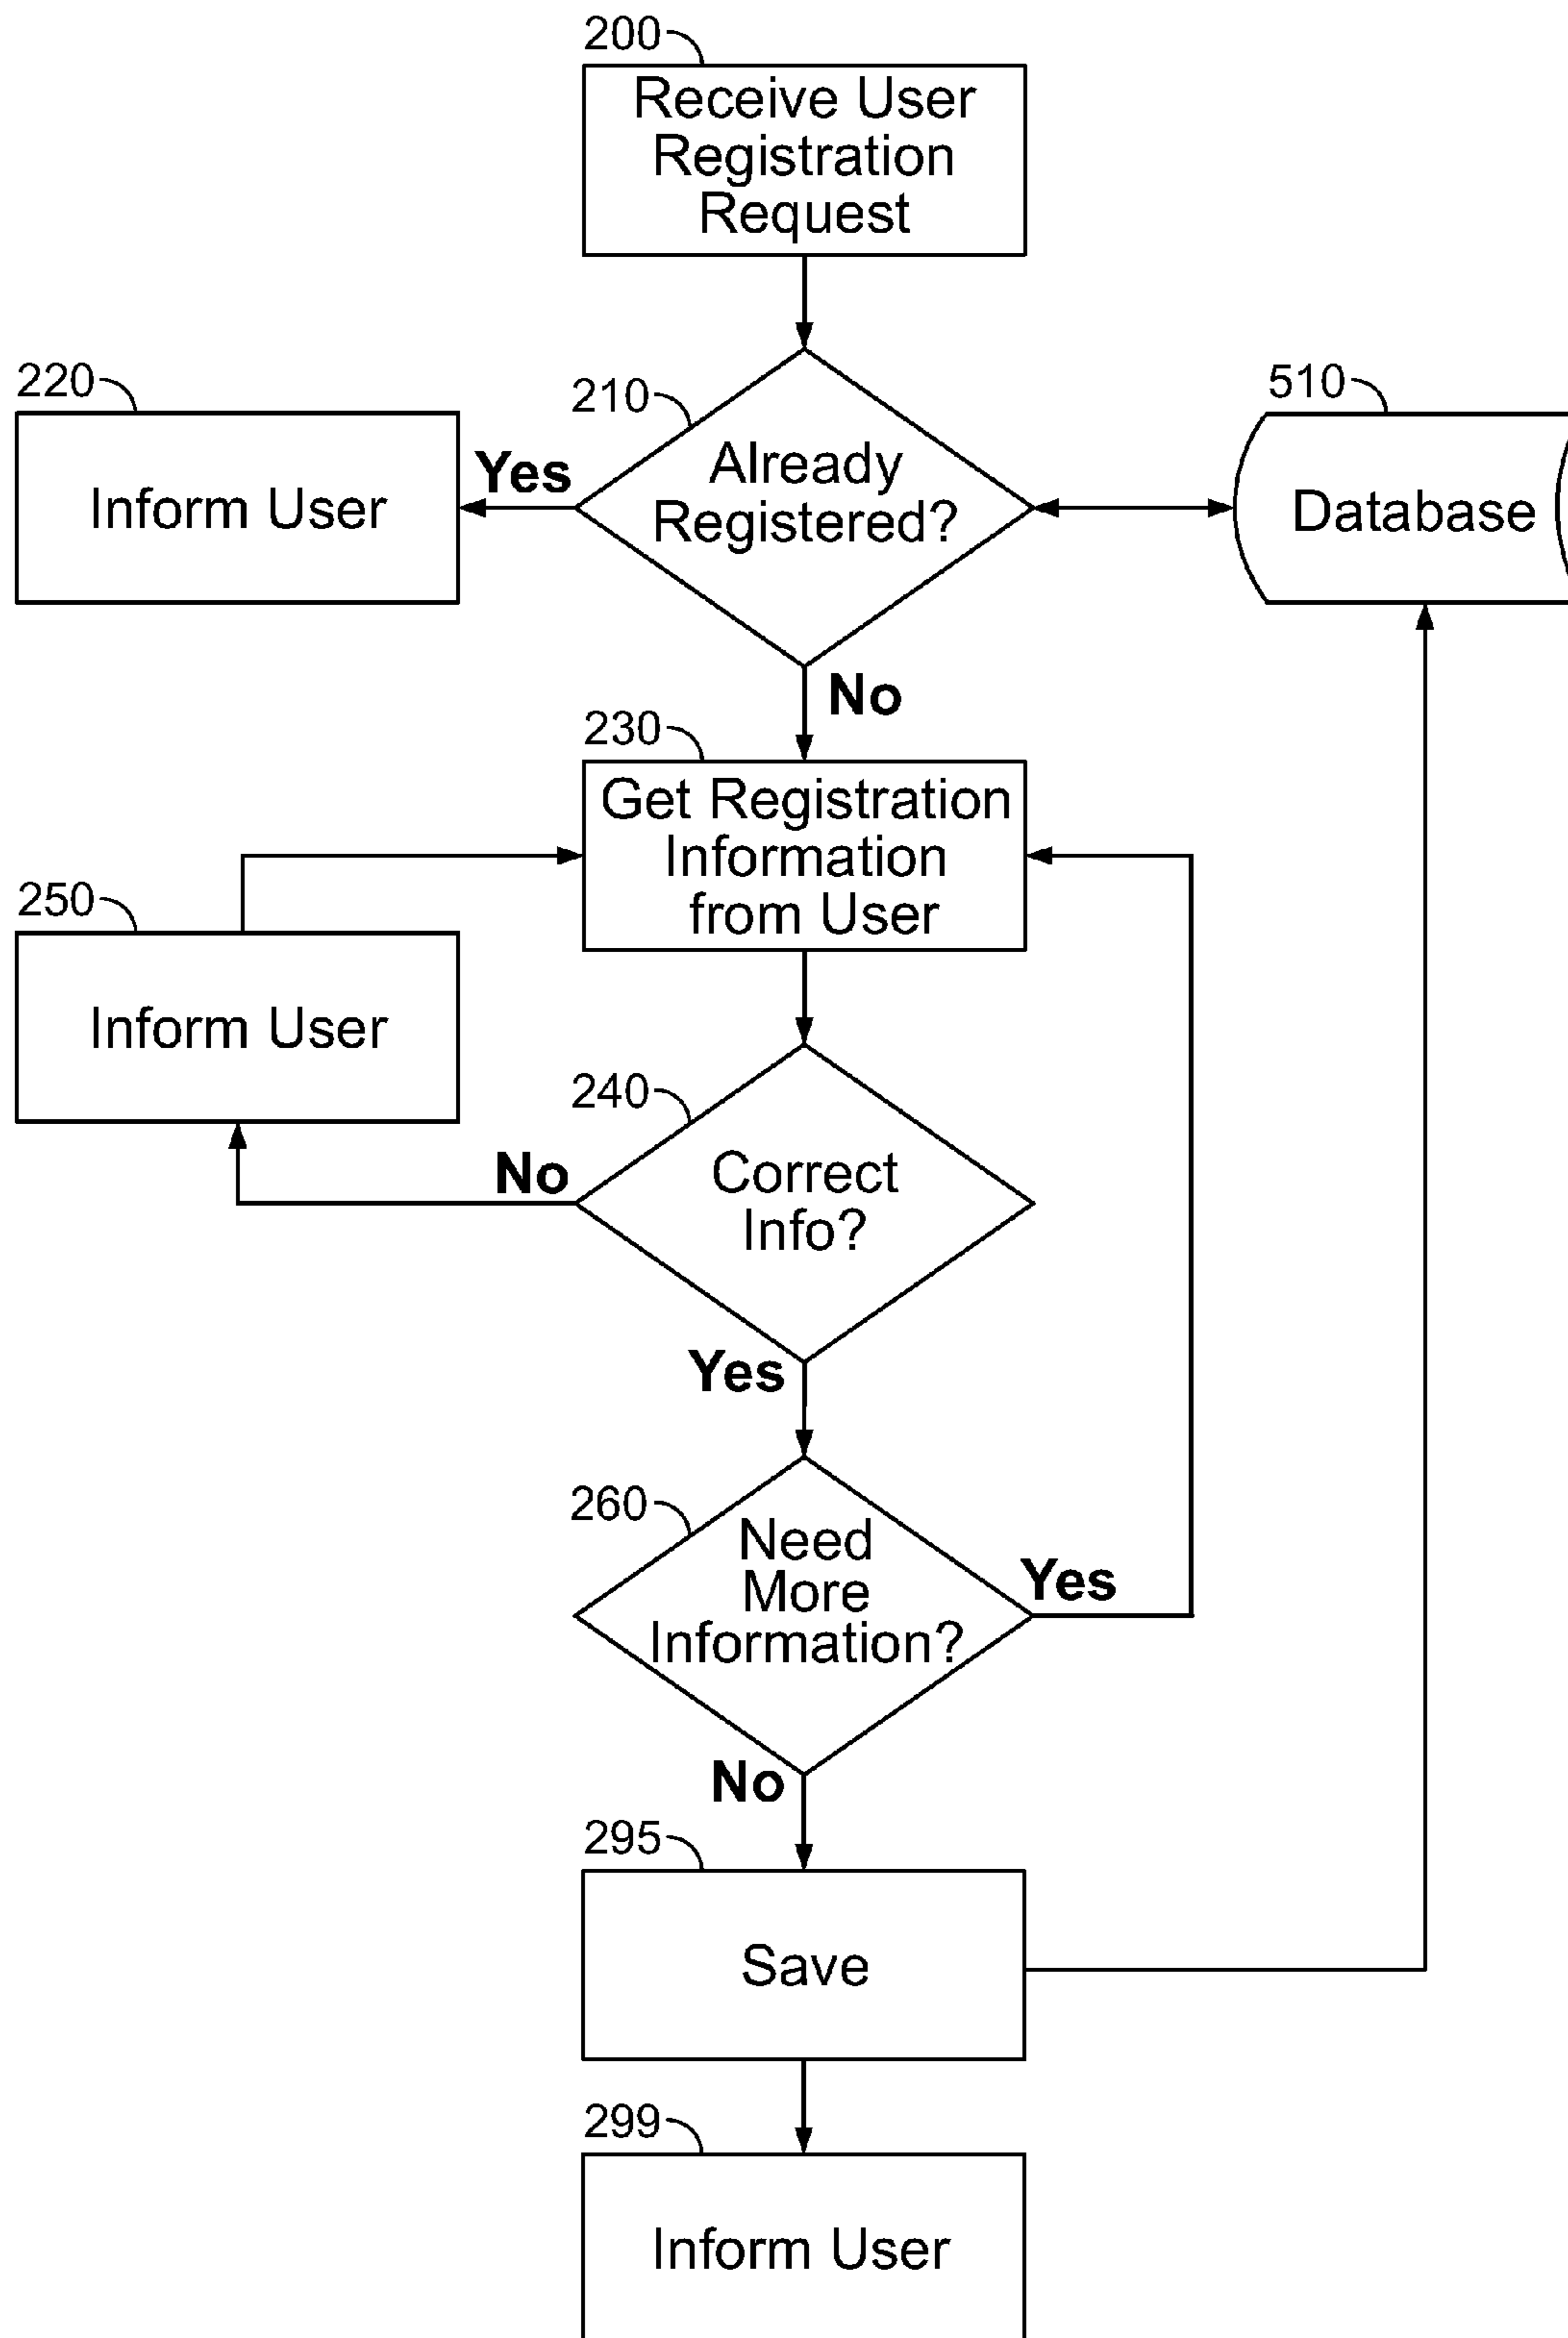 200
Receive User
Registration
Request
220
210
510
Yes
Already
Registered?
Inform User
Database
No
230
Get Registration
Information
from User
250
Inform User
240
No
Correct
Info?
Yes
260
Need
More
Information?
Yes
No
295
Save
299
Inform User